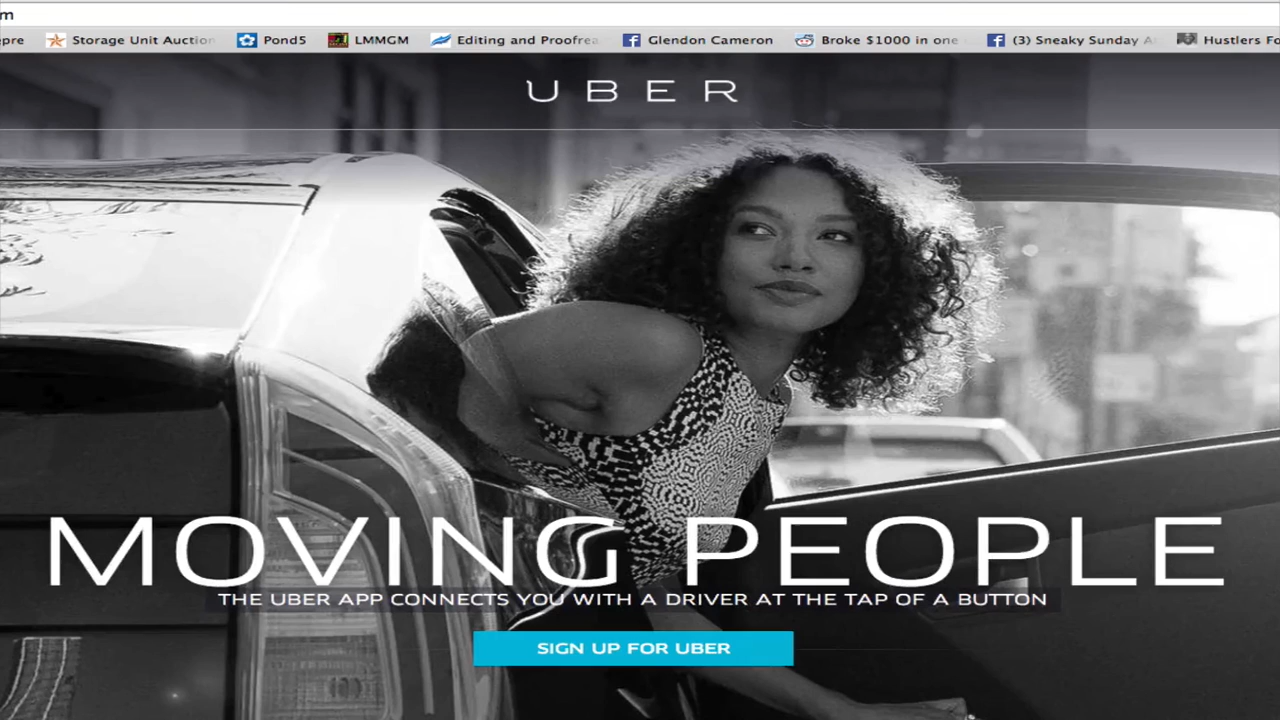 m
pre Storage Unit Auction Pond5 LMMGM Editing and Proofrea Glendon Cameron Broke $1000 in one (3) Sneaky Sunday A Hustlers Fo
UBER
MOVING PEOPLE
THE UBER APP CONNECTS YOU WITH A DRIVER AT THE TAP OF A BUTTON
SIGN UP FOR UBER